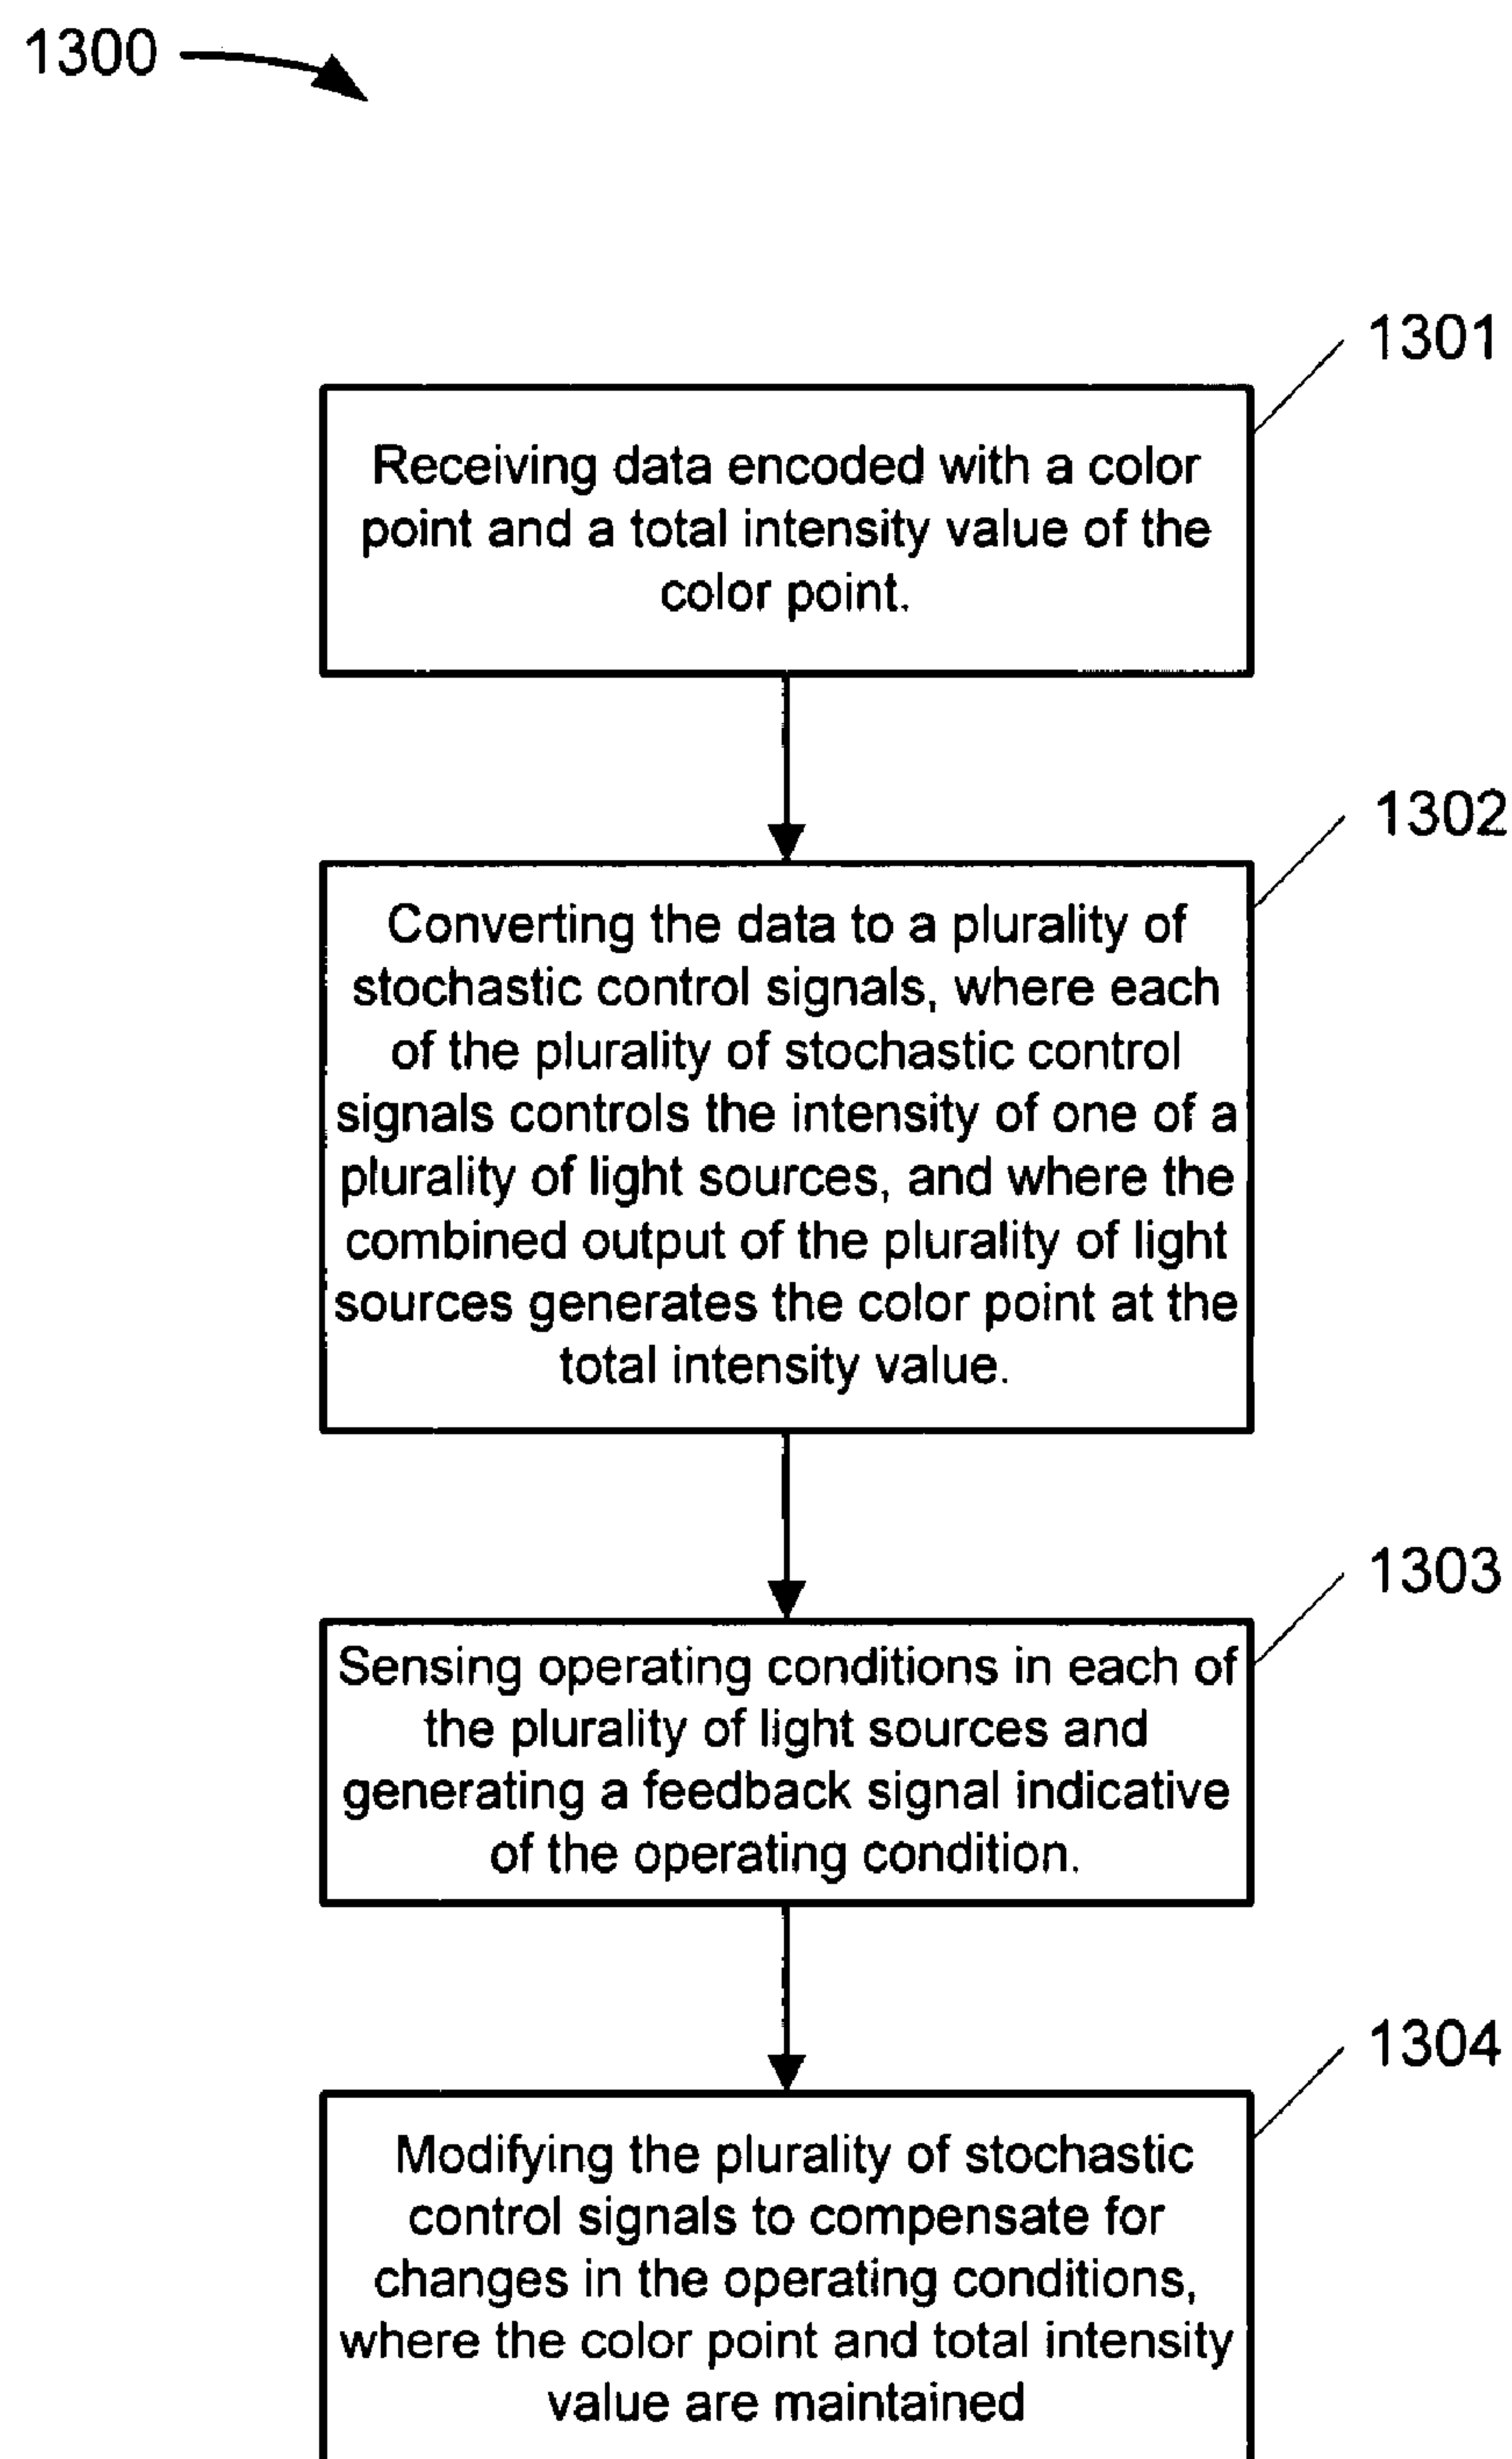 1300
1301
Receiving data encoded with a color
point and a total intensity value of the
color point.
1302
Converting the data to a plurality of
stochastic control signals, where each
of the plurality of stochastic control
signals controls the intensity of one of a
plurality of light sources, and where the
combined output of the plurality of light
sources generates the color point at the
total intensity value.
1303
Sensing operating conditions in each of
the plurality of light sources and
generating a feedback signal indicative
of the operating condition.
1304
Modifying the plurality of stochastic
control signals to compensate for
changes in the operating conditions,
where the color point and total intensity
value are maintained